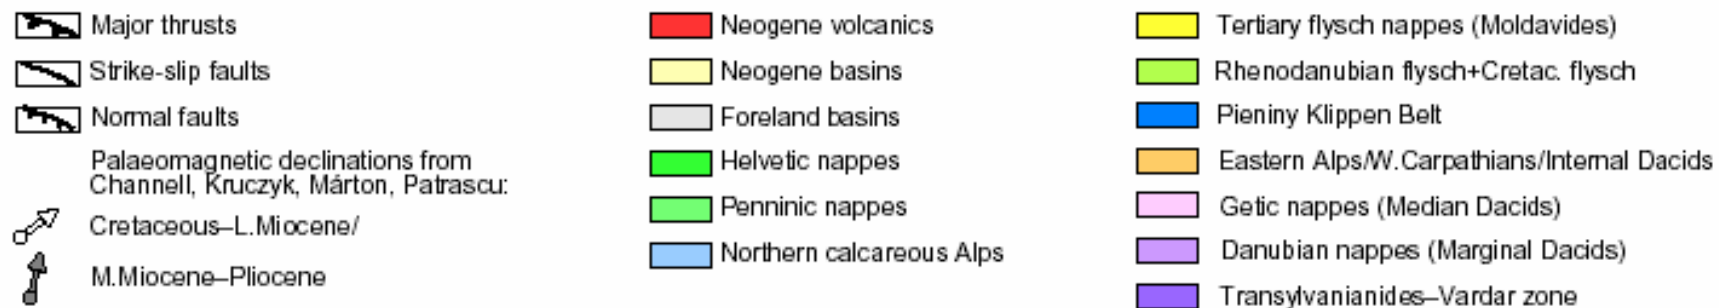 Major thrusts
Strike-slip faults
Normal faults
Palaeomagnetic declinations from
Channell, Kruczyk, Márton, Patrascu:
Cretaceous–L.Miocene/
M.Miocene–Pliocene
Neogene volcanics
Neogene basins
Foreland basins
Helvetic nappes
Penninic nappes
Northern calcareous Alps
Tertiary flysch nappes (Moldavides)
Rhenodanubian flysch+Cretac. flysch
Pieniny Klippen Belt
Eastern Alps/W.Carpathians/Internal Dacids
Getic nappes (Median Dacids)
Danubian nappes (Marginal Dacids)
Transylvanianides–Vardar zone